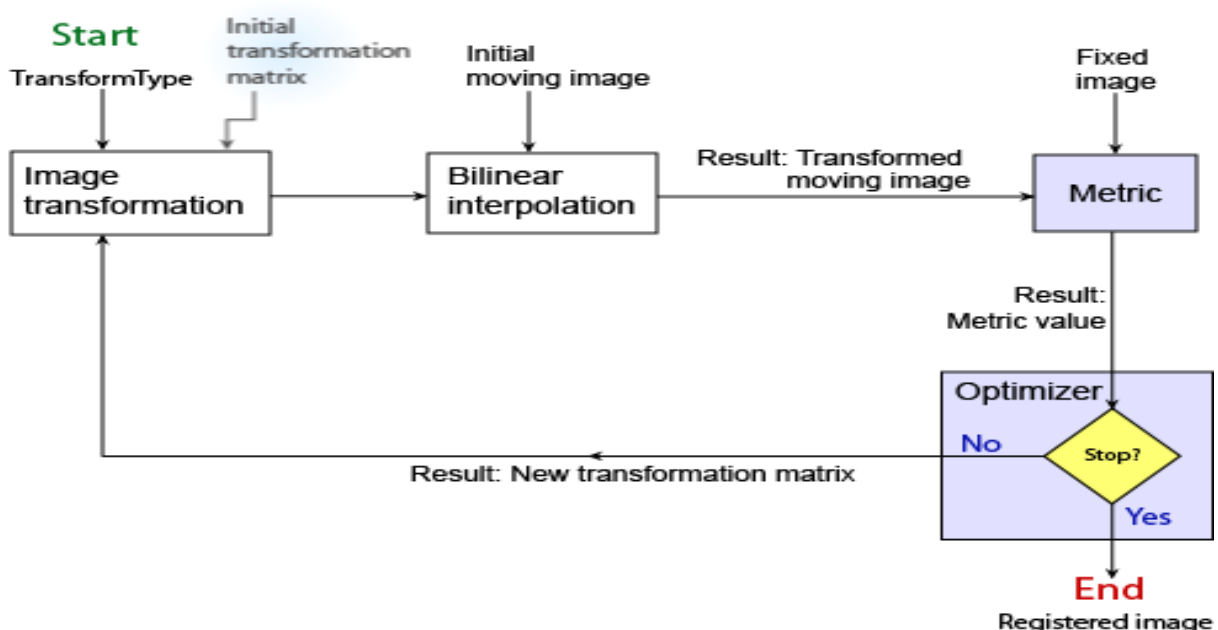 Start
TransformType
Initial
transformation
matrix
Initial
moving image
Fixed
image
Image
transformation
Bilinear
interpolation
Result: Transformed
moving image
Metric
Result:
Metric value
Optimizer
No
Stop?
Yes
Result: New transformation matrix
End
Registered image